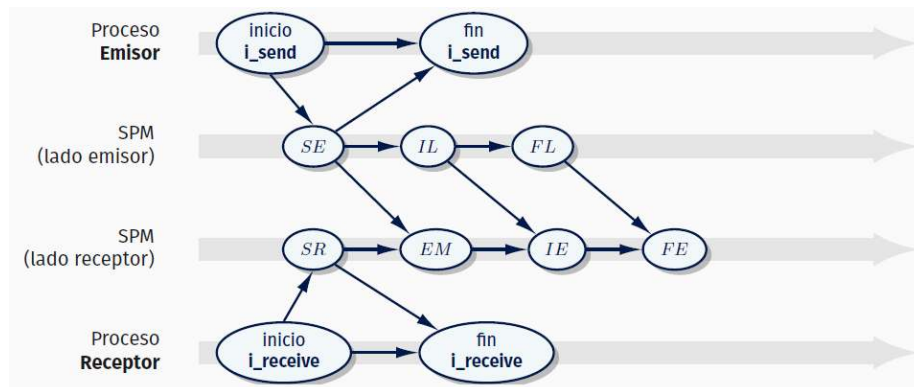 Proceso
Emisor
inicio
i_send
fin
i_send
SPM
(lado emisor)
SE
IL
FL
SPM
(lado receptor)
SR
EM
IE
FE
Proceso
Receptor
inicio
i_receive
fin
i_receive